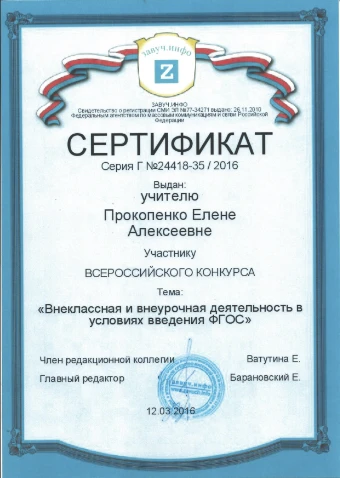 завуч.инфо
Z
ЗАВУЧ.ИНФО
Свидетельство о регистрации СМИ ЭЛ №77-34271 выдано: 26.11.2010
Федеральным агентством по массовым коммуникациям и связи Российской
Федерации
СЕРТИФИКАТ
Серия Г №24418-35 / 2016
Выдан:
учителю
Прокопенко Елене
Алексеевне
Участнику
ВСЕРОССИЙСКОГО КОНКУРСА
Тема:
«Внеклассная и внеурочная деятельность в
условиях введения ФГОС»
Член редакционной коллегии Ватутина Е.
Главный редактор Барановский Е.
завуч.инфо
12.03.2016